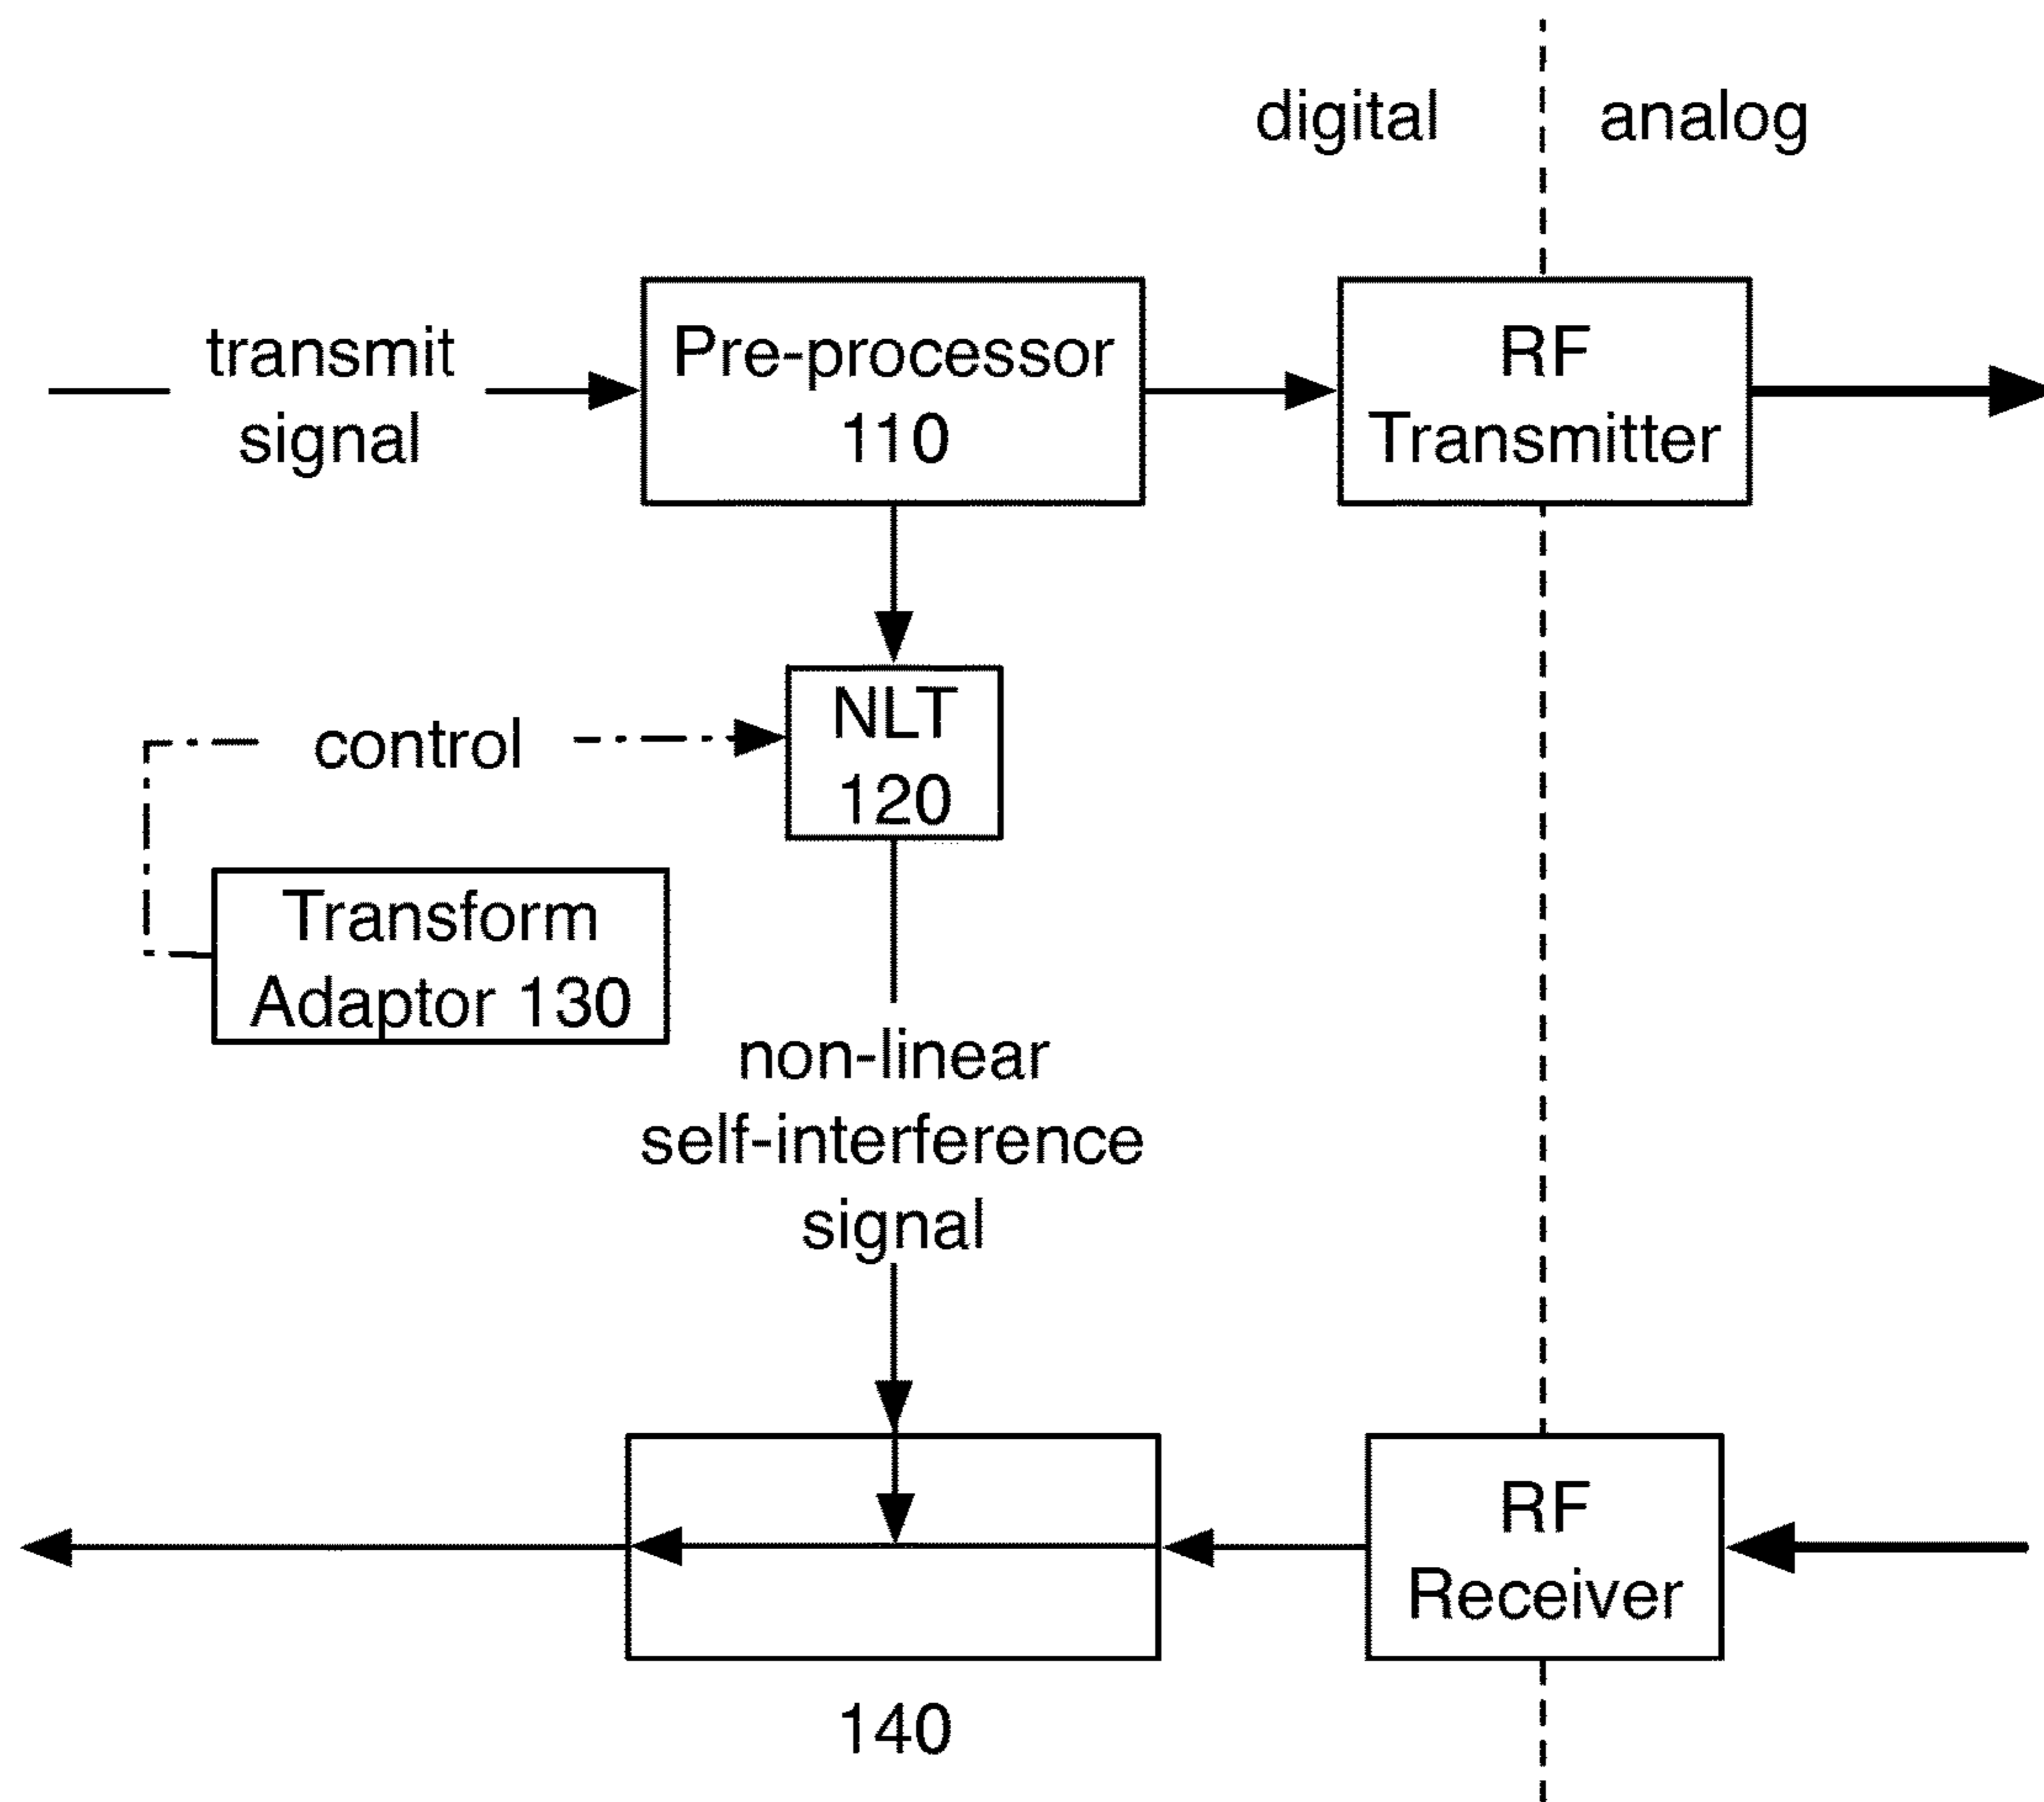 digital
analog
transmit
signal
Pre-processor
110
RF
Transmitter
NLT
120
control
Transform
Adaptor 130
non-linear
self-interference
signal
RF
Receiver
140